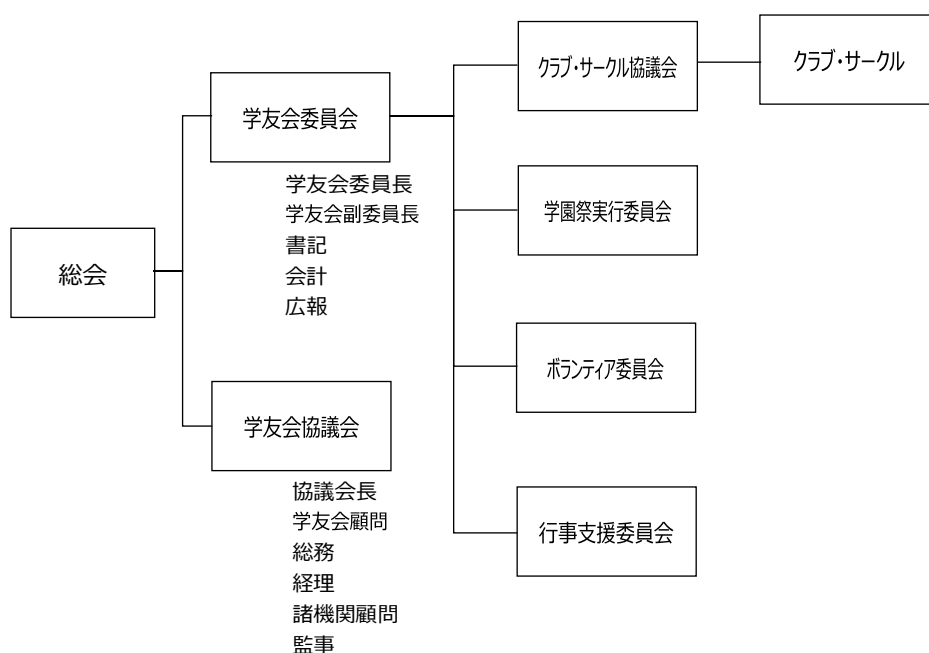 総会
学友会委員会
学友会委員長
学友会副委員長
書記
会計
広報
学友会協議会
協議会長
学友会顧問
総務
経理
諸機関顧問
監事
クラブ・サークル協議会
クラブ・サークル
学園祭実行委員会
ボランティア委員会
行事支援委員会